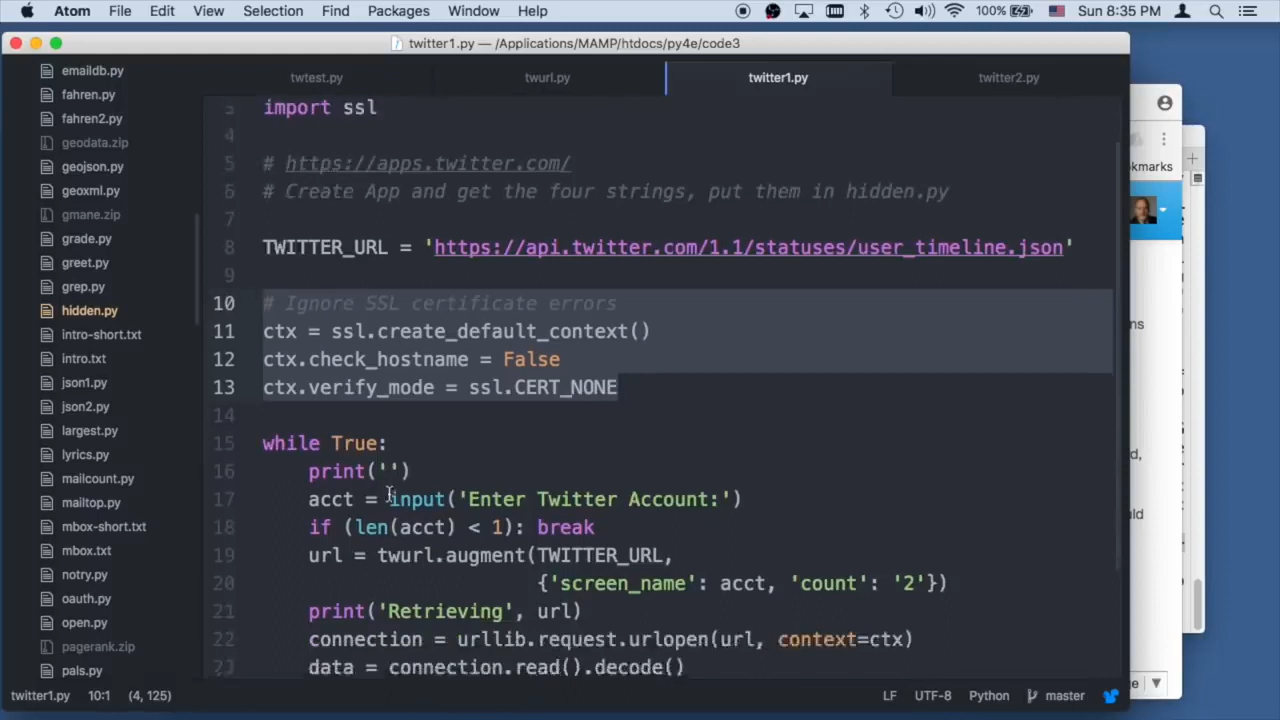 Atom File Edit View Selection Find Packages Window Help 100% Sun 8:35 PM
twitter1.py — /Applications/MAMP/htdocs/py4e/code3
twtest.py twurl.py twitter1.py twitter2.py
emaildb.py
fahren.py
fahren2.py
geodata.zip
geojson.py
geoxml.py
gmane.zip
grade.py
greet.py
grep.py
hidden.py
intro-short.txt
intro.txt
json1.py
json2.py
largest.py
lyrics.py
mailcount.py
mailtop.py
mbox-short.txt
mbox.txt
notry.py
oauth.py
open.py
pagerank.zip
pals.py
3 import ssl
4
5 # https://apps.twitter.com/
6 # Create App and get the four strings, put them in hidden.py
7
8 TWITTER_URL = 'https://api.twitter.com/1.1/statuses/user_timeline.json'
9
10 # Ignore SSL certificate errors
11 ctx = ssl.create_default_context()
12 ctx.check_hostname = False
13 ctx.verify_mode = ssl.CERT_NONE
14
15 while True:
16 print('')
17 acct = input('Enter Twitter Account:')
18 if (len(acct) < 1): break
19 url = twurl.augment(TWITTER_URL,
20 {'screen_name': acct, 'count': '2'})
21 print('Retrieving', url)
22 connection = urllib.request.urlopen(url, context=ctx)
23 data = connection.read().decode()
twitter1.py 10:1 (4, 125) LF UTF-8 Python master
okmarks
ns
d,
uld
e